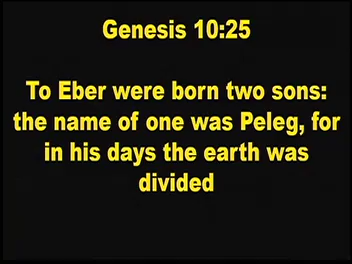 Genesis 10:25
To Eber were born two sons:
the name of one was Peleg, for
in his days the earth was
divided